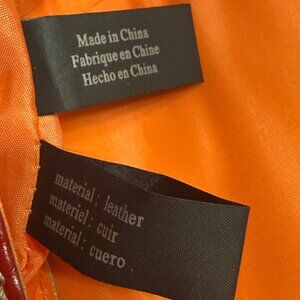 Made in China
Fabrique en Chine
Hecho en China
material: leather
materiel: cuir
material: cuero